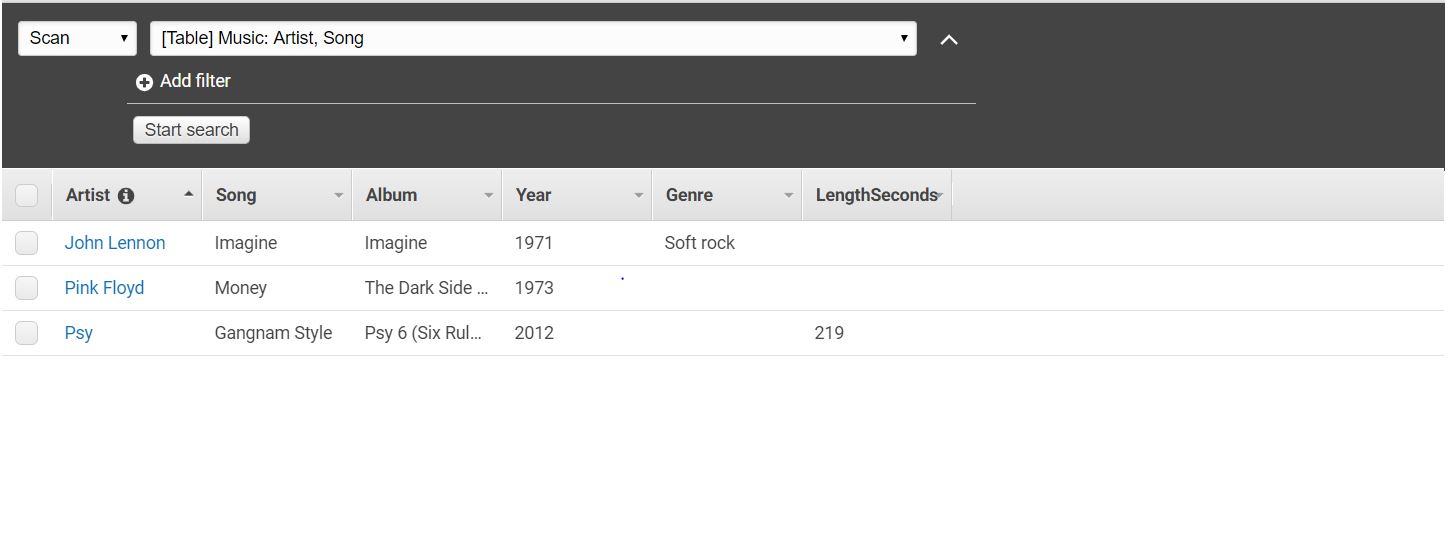 Scan [Table] Music: Artist, Song
Add filter
Start search
Artist Song Album Year Genre LengthSeconds
John Lennon Imagine Imagine 1971 Soft rock
Pink Floyd Money The Dark Side ... 1973
Psy Gangnam Style Psy 6 (Six Rul... 2012 219